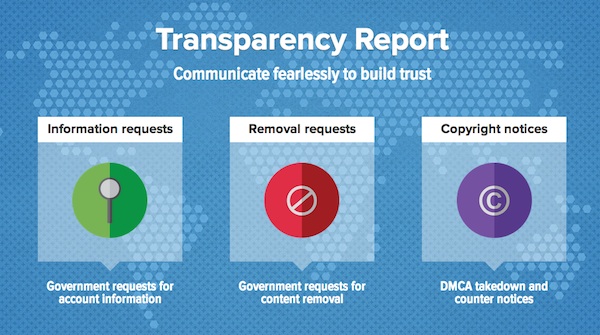 Transparency Report
Communicate fearlessly to build trust
Information requests
Removal requests
Copyright notices
©
Government requests for
account information
Government requests for
content removal
DMCA takedown and
counter notices